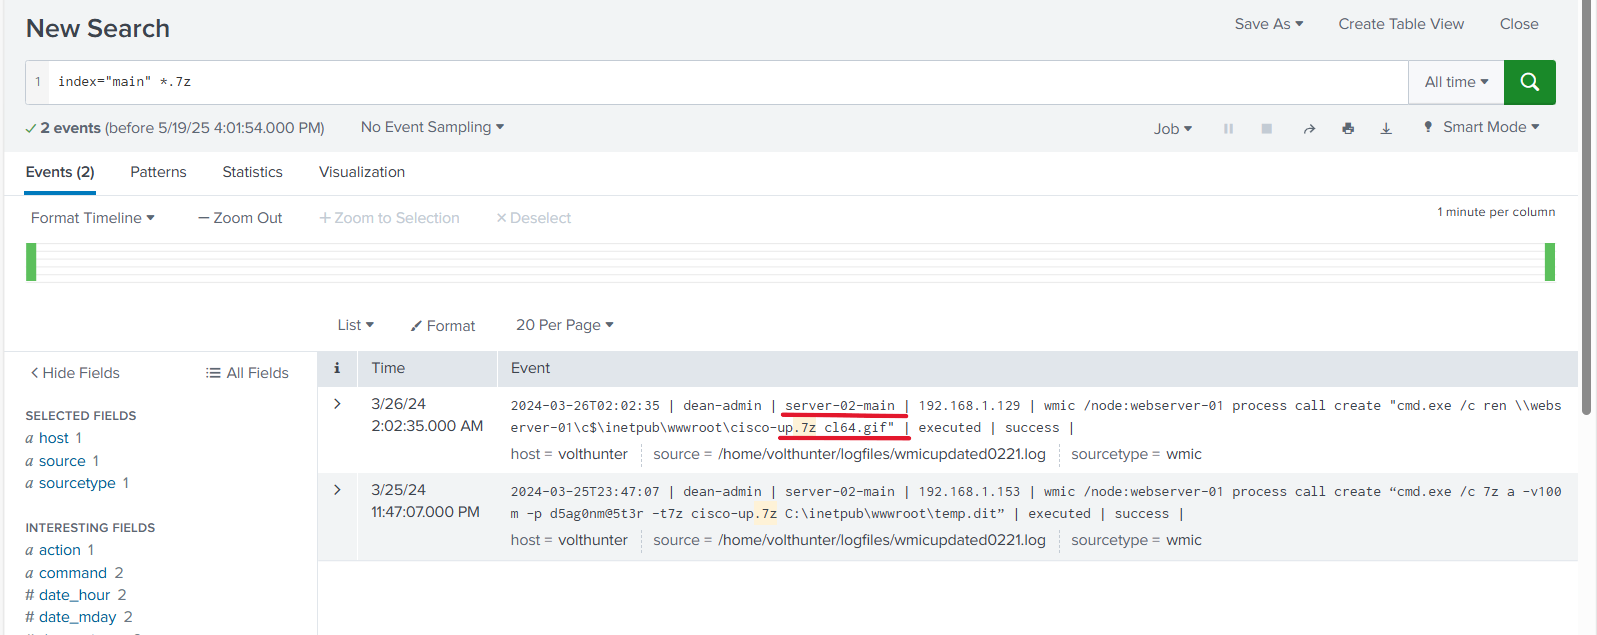 New Search
Save As
Create Table View
Close
1
index="main" *.7z
All time
2 events (before 5/19/25 4:01:54.000 PM)
No Event Sampling
Job
Smart Mode
Events (2)
Patterns
Statistics
Visualization
Format Timeline
— Zoom Out
+ Zoom to Selection
× Deselect
1 minute per column
List
Format
20 Per Page
< Hide Fields
All Fields
i
Time
Event
SELECTED FIELDS
a host 1
a source 1
a sourcetype 1
INTERESTING FIELDS
a action 1
a command 2
# date_hour 2
# date_mday 2
3/26/24
2:02:35.000 AM
2024-03-26T02:02:35 | dean-admin | server-02-main | 192.168.1.129 | wmic /node:webserver-01 process call create "cmd.exe /c ren \\webs
erver-01\c$\inetpub\wwwroot\cisco-up.7z cl64.gif" | executed | success |
host = volthunter
source = /home/volthunter/logfiles/wmicupdated0221.log
sourcetype = wmic
3/25/24
11:47:07.000 PM
2024-03-25T23:47:07 | dean-admin | server-02-main | 192.168.1.153 | wmic /node:webserver-01 process call create “cmd.exe /c 7z a -v100
m -p d5ag0nm@5t3r -t7z cisco-up.7z C:\inetpub\wwwroot\temp.dit” | executed | success |
host = volthunter
source = /home/volthunter/logfiles/wmicupdated0221.log
sourcetype = wmic